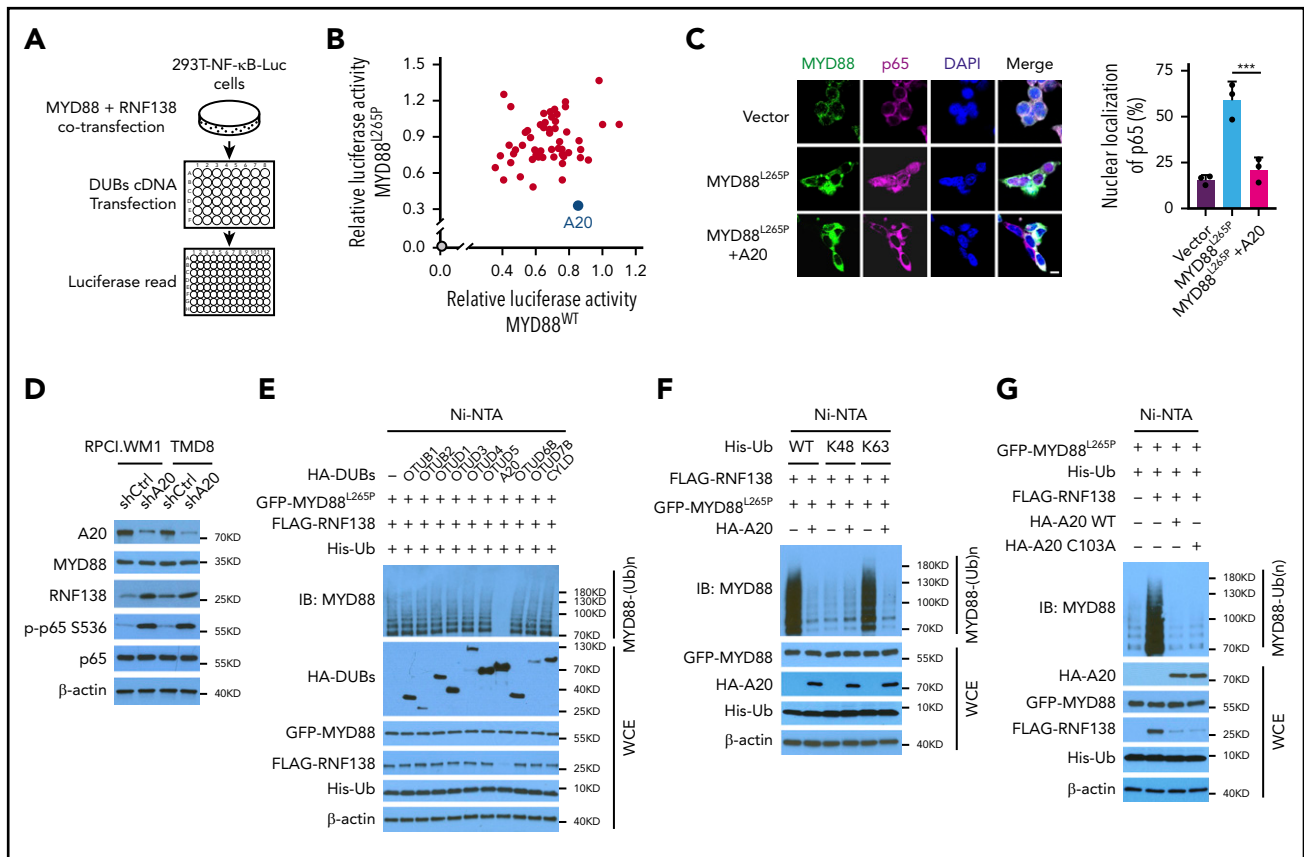 A
293T-NF-κB-Luc
cells
MYD88 + RNF138
co-transfection
DUBs cDNA
Transfection
Luciferase read
B
Relative luciferase activity
MYD88L265P
1.5
1.2
0.9
0.6
0.3
0.0
A20
0.0 0.4 0.6 0.8 1.0 1.2
Relative luciferase activity
MYD88WT
C
MYD88 p65 DAPI Merge
Vector
MYD88L265P
MYD88L265P
+A20
Nuclear localization
of p65 (%)
75
50
25
0
***
Vector
MYD88L265P
MYD88L265P +A20
D
RPCI.WM1 TMD8
shCtrl shA20 shCtrl shA20
A20 70KD
MYD88 35KD
RNF138 25KD
p-p65 S536 55KD
p65 55KD
β-actin 40KD
E
Ni-NTA
HA-DUBs – OTUB1 OTUB2 OTUD1 OTUD3 OTUD4 OTUD5 A20 OTUD6B OTUD7B CYLD
GFP-MYD88L265P + + + + + + + + + + +
FLAG-RNF138 + + + + + + + + + + +
His-Ub + + + + + + + + + + +
IB: MYD88
180KD
130KD
100KD
70KD
MYD88-(Ub)n
HA-DUBs
130KD
70KD
40KD
25KD
GFP-MYD88 55KD
FLAG-RNF138 25KD
His-Ub 10KD
β-actin 40KD
WCE
F
Ni-NTA
His-Ub WT K48 K63
FLAG-RNF138 + + + + + +
GFP-MYD88L265P + + + + + +
HA-A20 – + – + – +
IB: MYD88
180KD
130KD
100KD
70KD
MYD88-(Ub)n
GFP-MYD88 55KD
HA-A20 70KD
His-Ub 10KD
β-actin 40KD
WCE
G
Ni-NTA
GFP-MYD88L265P + + + +
His-Ub + + + +
FLAG-RNF138 – + + +
HA-A20 WT – – + –
HA-A20 C103A – – – +
IB: MYD88
180KD
130KD
100KD
70KD
MYD88-Ub(n)
HA-A20 70KD
GFP-MYD88 55KD
FLAG-RNF138 25KD
His-Ub 10KD
β-actin 40KD
WCE